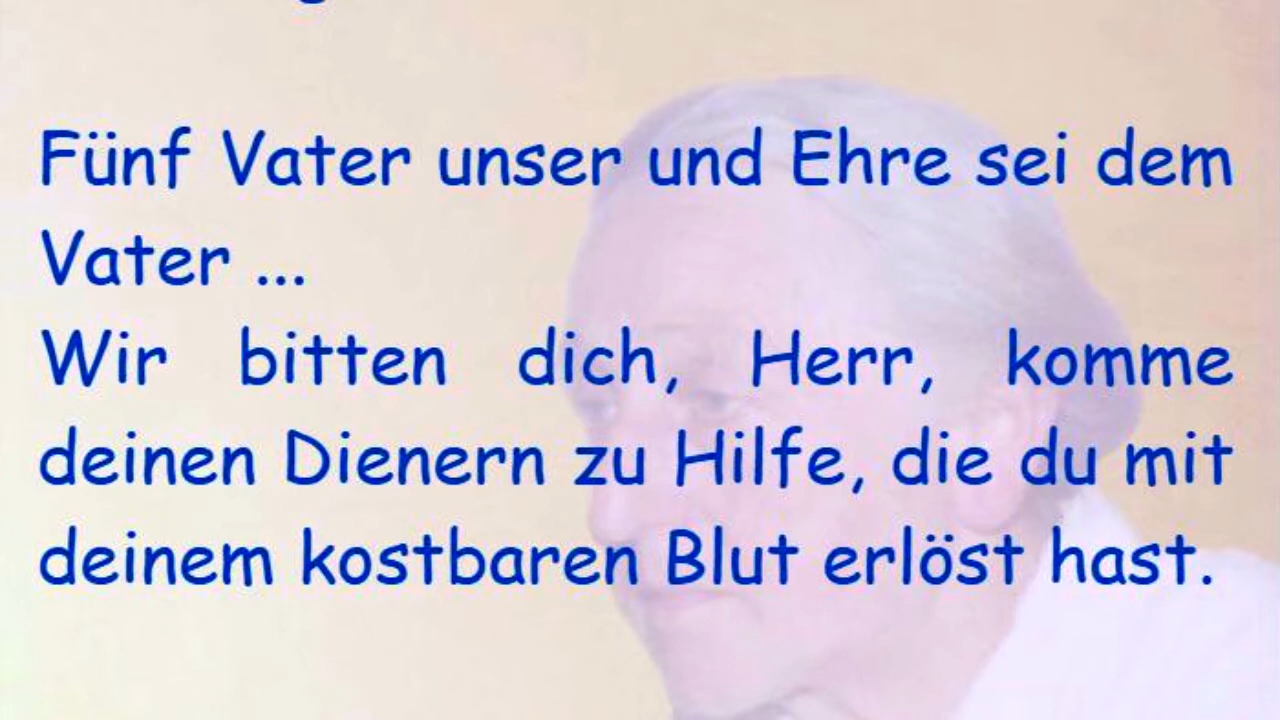 Fünf Vater unser und Ehre sei dem
Vater ...
Wir bitten dich, Herr, komme
deinen Dienern zu Hilfe, die du mit
deinem kostbaren Blut erlöst hast.